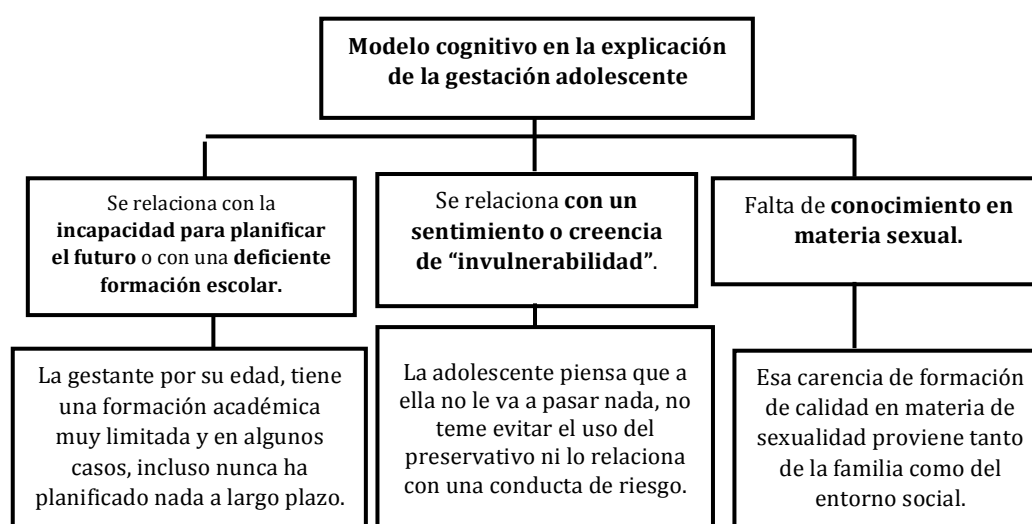 Modelo cognitivo en la explicación
de la gestación adolescente
Se relaciona con la
incapacidad para planificar
el futuro o con una deficiente
formación escolar.
Se relaciona con un
sentimiento o creencia
de “invulnerabilidad”.
Falta de conocimiento en
materia sexual.
La gestante por su edad, tiene
una formación académica
muy limitada y en algunos
casos, incluso nunca ha
planificado nada a largo plazo.
La adolescente piensa que a
ella no le va a pasar nada, no
teme evitar el uso del
preservativo ni lo relaciona
con una conducta de riesgo.
Esa carencia de formación
de calidad en materia de
sexualidad proviene tanto
de la familia como del
entorno social.